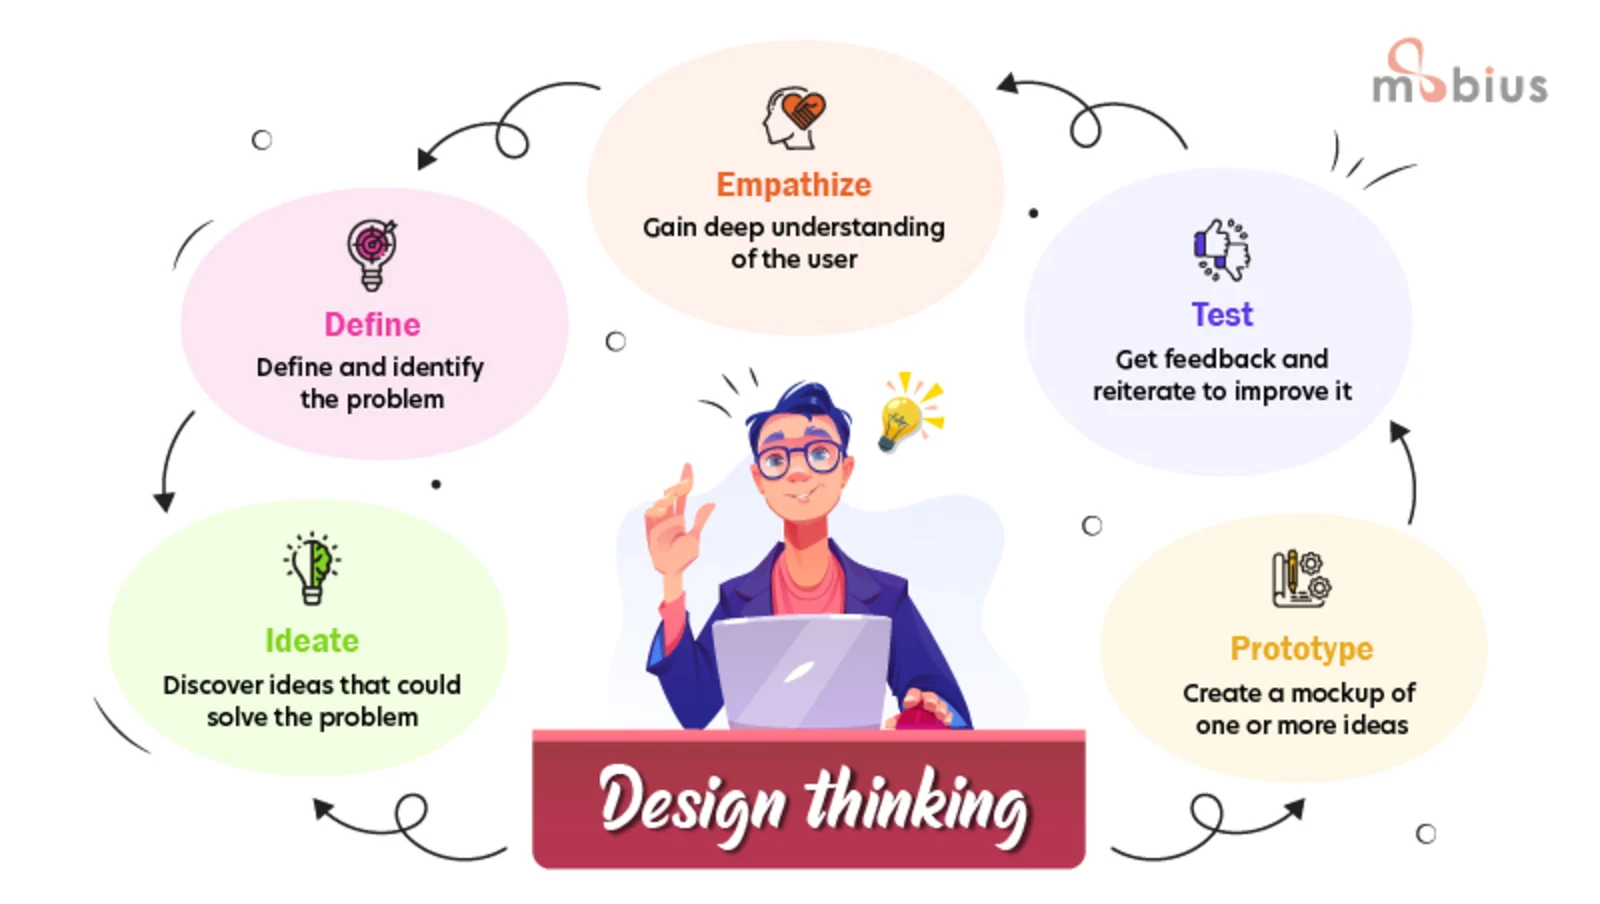 mobius
Empathize
Gain deep understanding
of the user
Define
Define and identify
the problem
Test
Get feedback and
reiterate to improve it
Ideate
Discover ideas that could
solve the problem
Prototype
Create a mockup of
one or more ideas
Design thinking